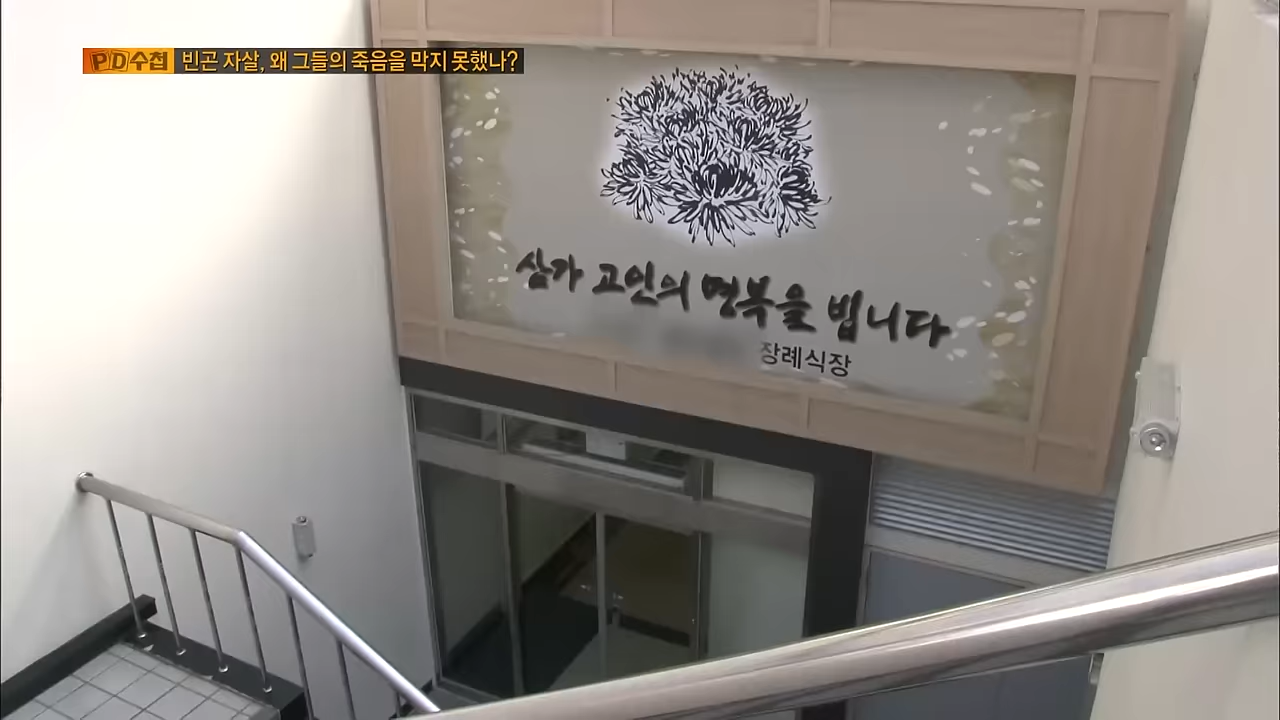 PD수첩 빈곤 자살, 왜 그들의 죽음을 막지 못했나?
삼가 고인의 명복을 빕니다
장례식장